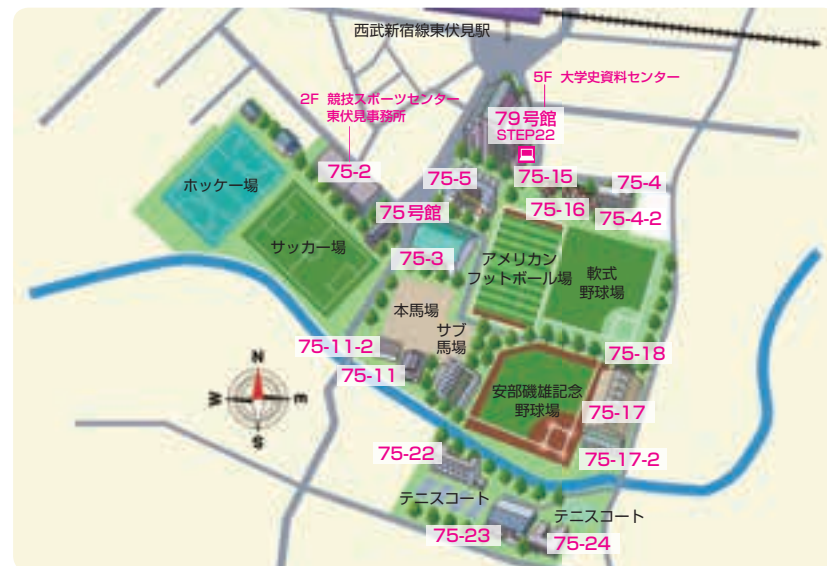 西武新宿線東伏見駅
5F 大学史資料センター
2F 競技スポーツセンター
東伏見事務所
79号館
STEP22
75-2
75-5
75-15
75-4
ホッケー場
75-16
75-4-2
75号館
サッカー場
75-3
アメリカン
フットボール場
軟式
野球場
本馬場
サブ
馬場
75-11-2
75-18
75-11
N
W
E
S
安部磯雄記念
野球場
75-17
75-22
75-17-2
テニスコート
テニスコート
75-23
75-24